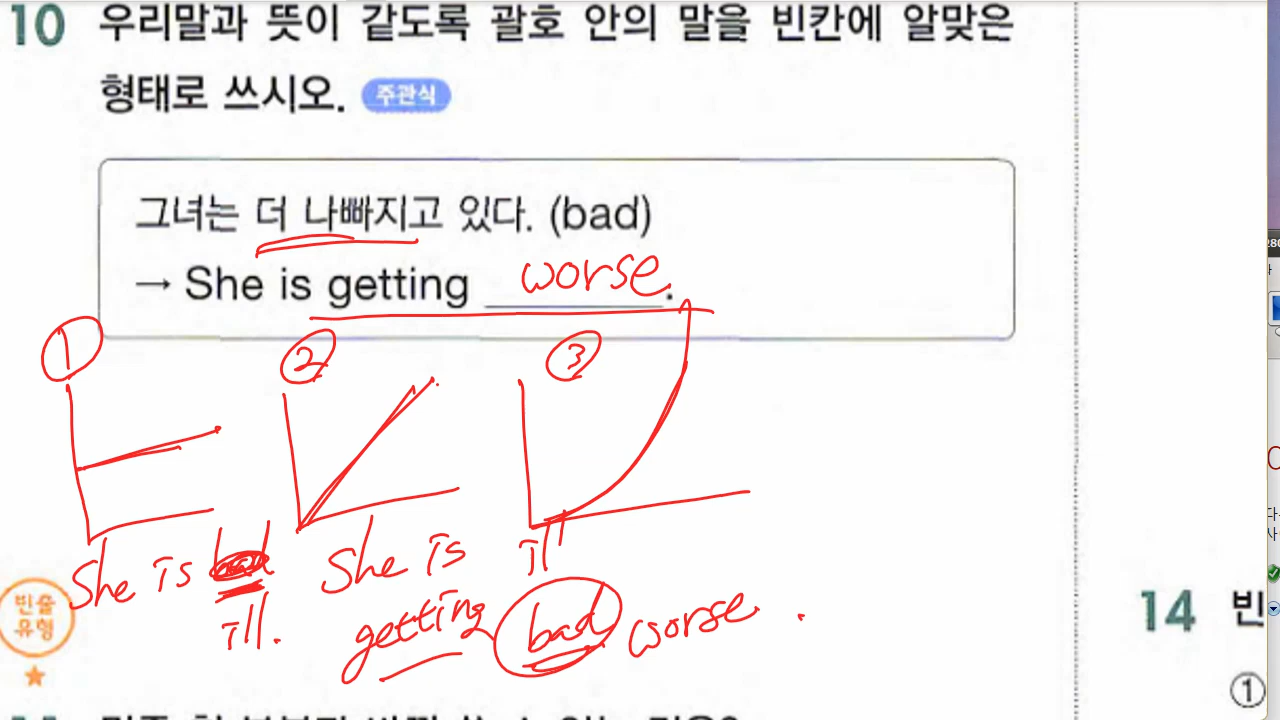 10 우리말과 뜻이 같도록 괄호 안의 말을 빈칸에 알맞은
형태로 쓰시오. 주관식
그녀는 더 나빠지고 있다. (bad)
→ She is getting worse.
1 2 3
She is bad ill.
She is ill
getting bad worse.
빈출
유형
14 빈
①